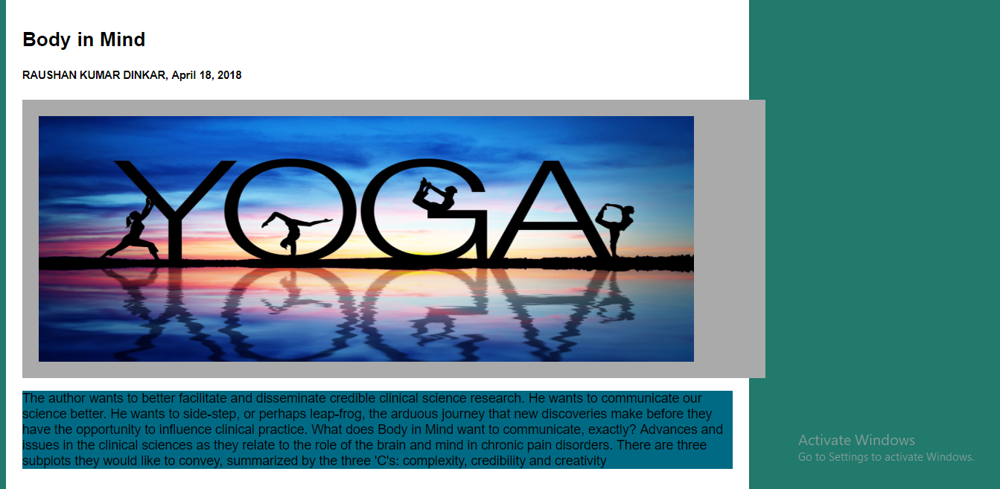 Body in Mind
RAUSHAN KUMAR DINKAR, April 18, 2018
YOGA
The author wants to better facilitate and disseminate credible clinical science research. He wants to communicate our
science better. He wants to side-step, or perhaps leap-frog, the arduous journey that new discoveries make before they
have the opportunity to influence clinical practice. What does Body in Mind want to communicate, exactly? Advances and
issues in the clinical sciences as they relate to the role of the brain and mind in chronic pain disorders. There are three
subplots they would like to convey, summarized by the three 'C's: complexity, credibility and creativity
Activate Windows
Go to Settings to activate Windows.